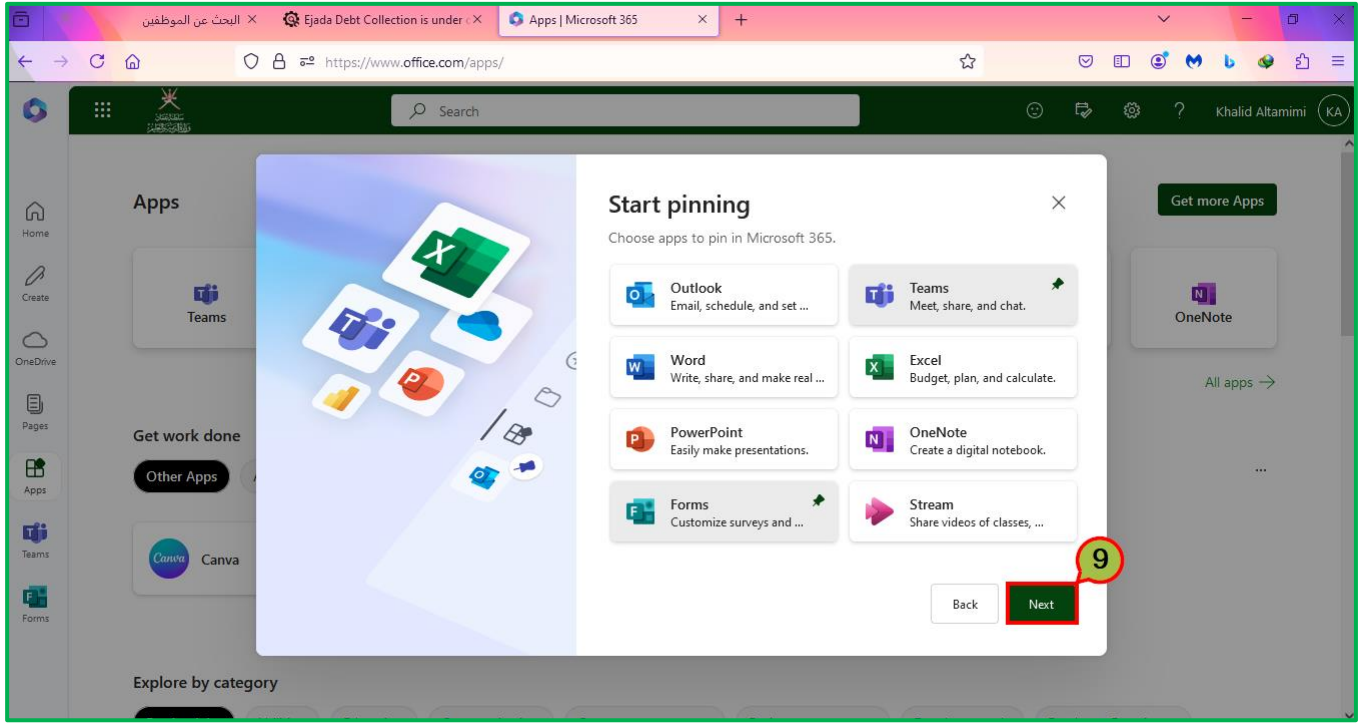 البحث عن الموظفين
Ejada Debt Collection is under c
Apps | Microsoft 365
https://www.office.com/apps/
Search
Khalid Altamimi
KA
Home
Create
OneDrive
Pages
Apps
Teams
Forms
Apps
Get more Apps
Teams
OneNote
All apps →
Get work done
Other Apps
...
Canva
Canva
Explore by category
Start pinning
Choose apps to pin in Microsoft 365.
Outlook
Email, schedule, and set ...
Teams
Meet, share, and chat.
Word
Write, share, and make real ...
Excel
Budget, plan, and calculate.
PowerPoint
Easily make presentations.
OneNote
Create a digital notebook.
Forms
Customize surveys and ...
Stream
Share videos of classes, ...
9
Back
Next